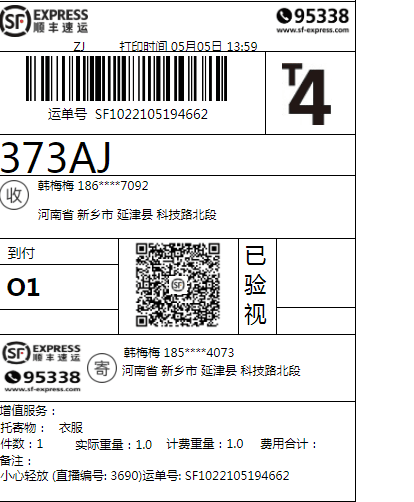 SF EXPRESS
顺丰速运
95338
www.sf-express.com
ZJ 打印时间 05月05日 13:59
运单号 SF1022105194662
T4
373AJ
收
韩梅梅 186****7092
河南省 新乡市 延津县 科技路北段
到付
01
SF
已验视
SF EXPRESS
顺丰速运
95338
www.sf-express.com
寄
韩梅梅 185****4073
河南省 新乡市 延津县 科技路北段
增值服务：
托寄物： 衣服
件数：1 实际重量：1.0 计费重量：1.0 费用合计：
备注：
小心轻放 (直播编号: 3690)运单号: SF1022105194662